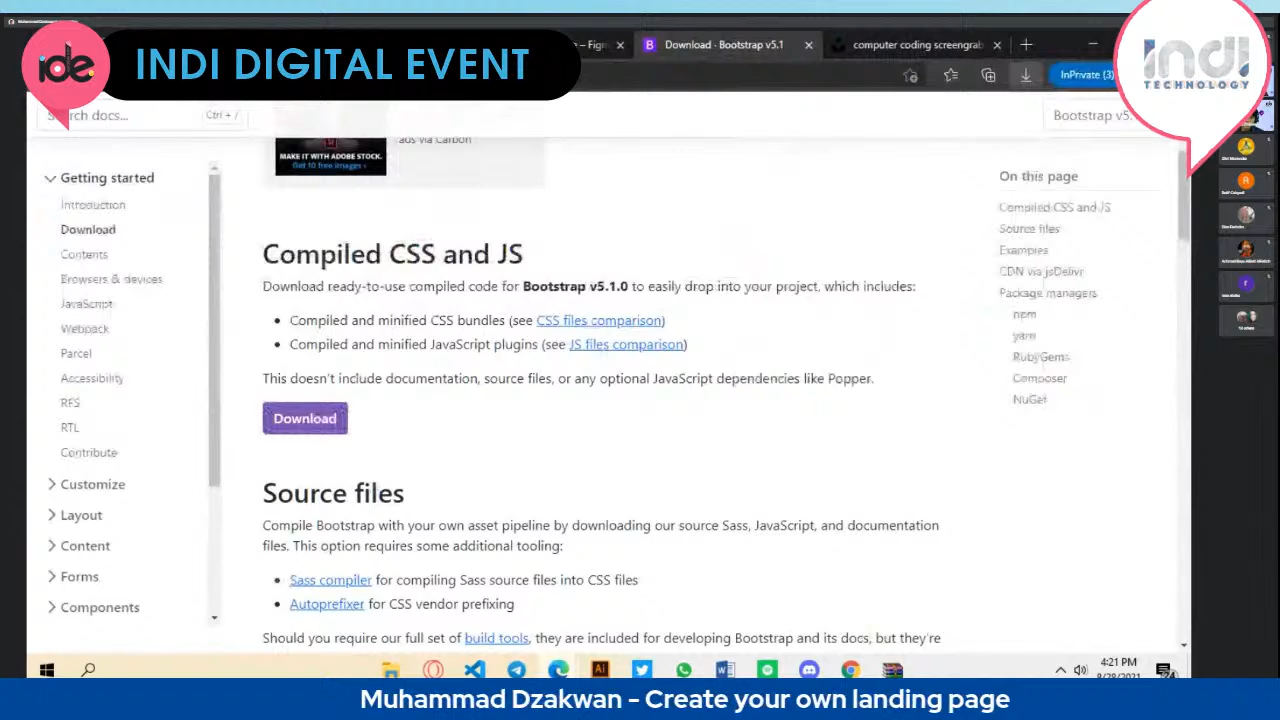 ide
INDI DIGITAL EVENT
Download · Bootstrap v5.1
computer coding screengrab
InPrivate (3)
indi
TECHNOLOGY
Search docs...
Ctrl + /
Bootstrap v5.
MAKE IT WITH ADOBE STOCK.
Get 10 free images ›
ads via Carbon
Getting started
Introduction
Download
Contents
Browsers & devices
JavaScript
Webpack
Parcel
Accessibility
RFS
RTL
Contribute
Customize
Layout
Content
Forms
Components
Compiled CSS and JS
Download ready-to-use compiled code for Bootstrap v5.1.0 to easily drop into your project, which includes:
• Compiled and minified CSS bundles (see CSS files comparison)
• Compiled and minified JavaScript plugins (see JS files comparison)
This doesn't include documentation, source files, or any optional JavaScript dependencies like Popper.
Download
Source files
Compile Bootstrap with your own asset pipeline by downloading our source Sass, JavaScript, and documentation
files. This option requires some additional tooling:
• Sass compiler for compiling Sass source files into CSS files
• Autoprefixer for CSS vendor prefixing
Should you require our full set of build tools, they are included for developing Bootstrap and its docs, but they're
On this page
Compiled CSS and JS
Source files
Examples
CDN via jsDelivr
Package managers
npm
yarn
RubyGems
Composer
NuGet
4:21 PM
8/28/2021
Muhammad Dzakwan - Create your own landing page